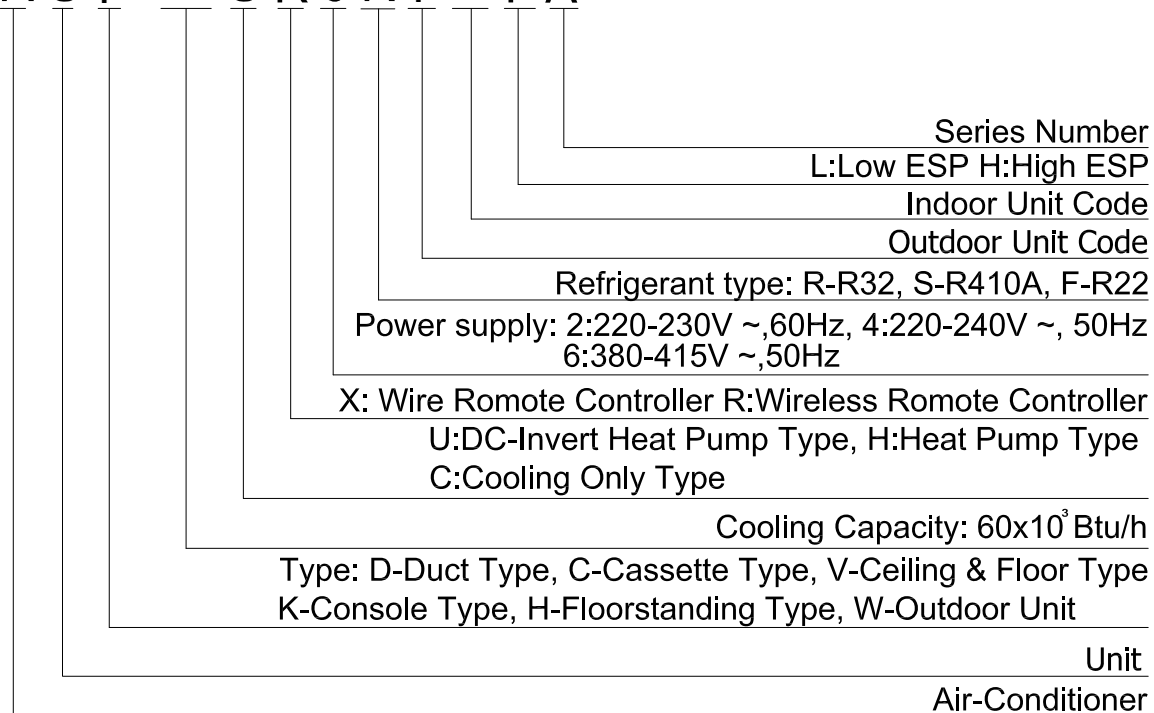 Series Number
L:Low ESP H:High ESP
Indoor Unit Code
Outdoor Unit Code
Refrigerant type: R-R32, S-R410A, F-R22
Power supply: 2:220-230V ~,60Hz, 4:220-240V ~, 50Hz
6:380-415V ~,50Hz
X: Wire Romote Controller R:Wireless Romote Controller
U:DC-Invert Heat Pump Type, H:Heat Pump Type
C:Cooling Only Type
Cooling Capacity: 60x10³ Btu/h
Type: D-Duct Type, C-Cassette Type, V-Ceiling & Floor Type
K-Console Type, H-Floorstanding Type, W-Outdoor Unit
Unit
Air-Conditioner